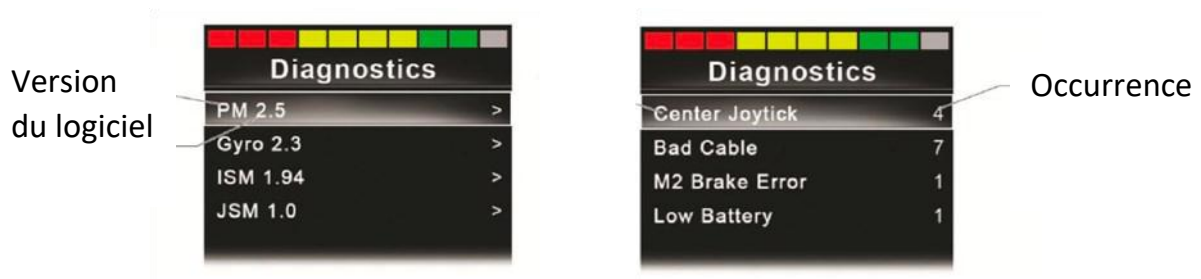 Version
du logiciel
Diagnostics
PM 2.5 >
Gyro 2.3 >
ISM 1.94 >
JSM 1.0 >
Diagnostics
Center Joytick 4
Bad Cable 7
M2 Brake Error 1
Low Battery 1
Occurrence